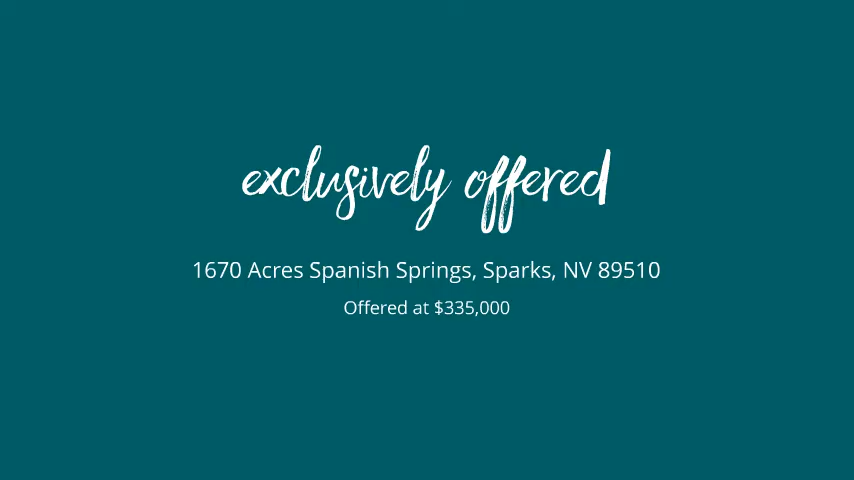 exclusively offered
1670 Acres Spanish Springs, Sparks, NV 89510
Offered at $335,000